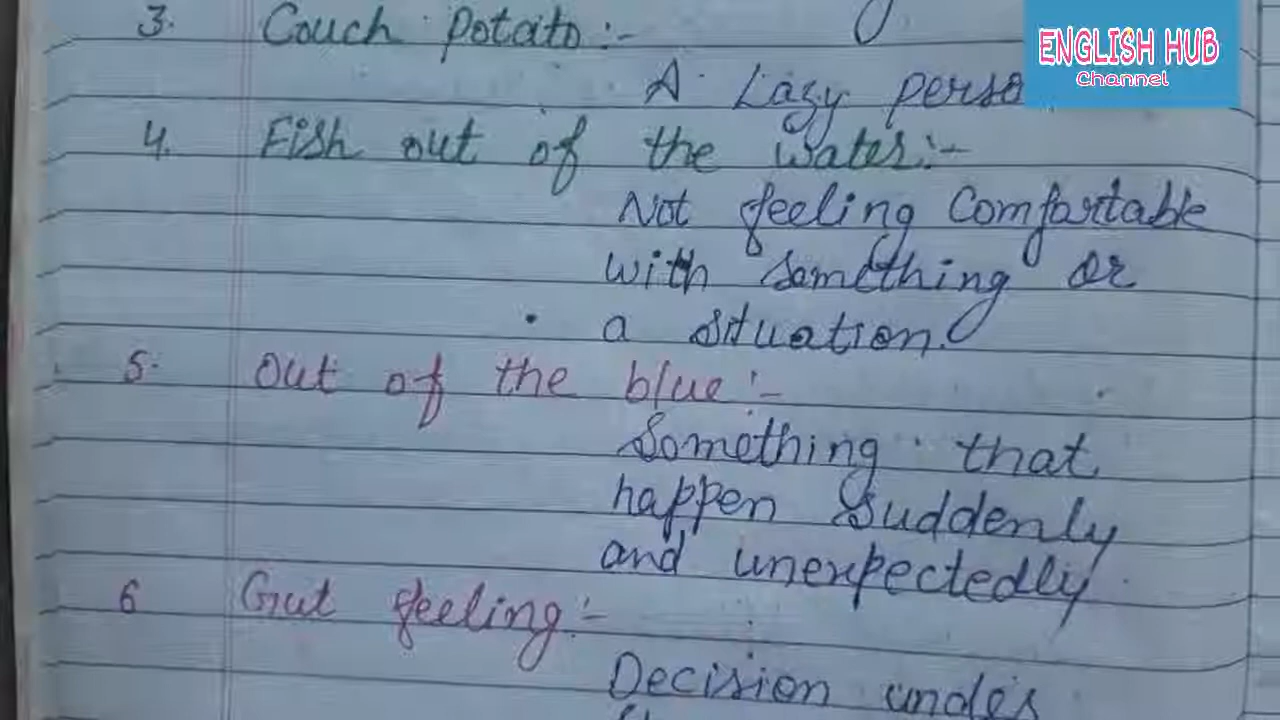 3. Couch Potato :-
ENGLISH HUB
Channel
A Lazy perso
4. Fish out of the water :-
Not feeling Comfortable
with something or
a situation.
5. Out of the blue :-
Something that
happen Suddenly
and unexpectedly
6 Gut feeling :-
Decision under